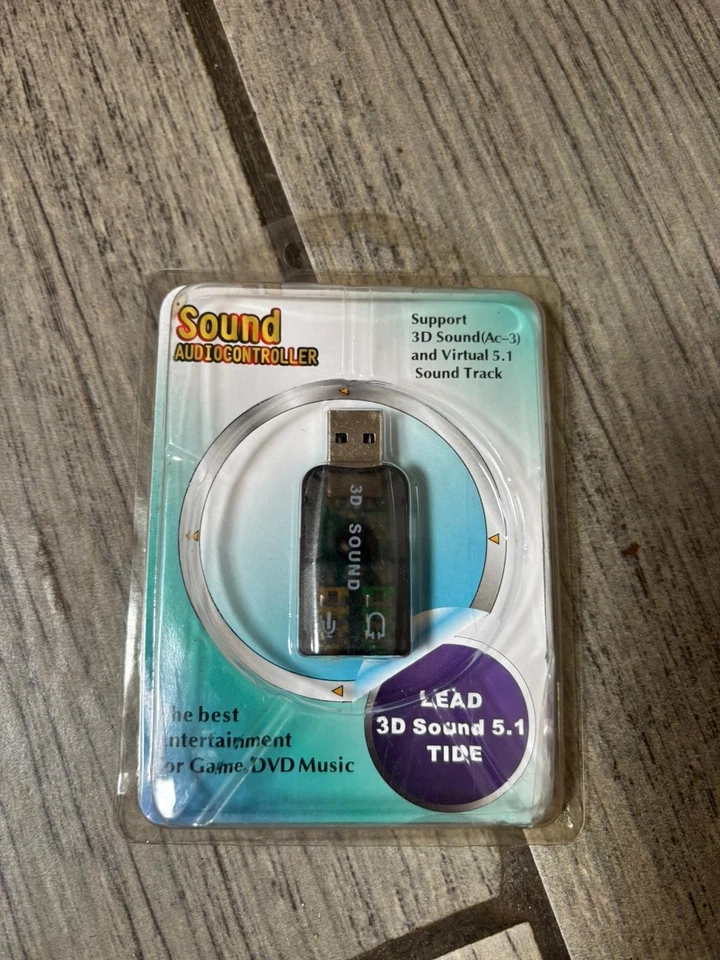 Sound
AUDIOCONTROLLER
Support
3D Sound(Ac-3)
and Virtual 5.1
Sound Track
3D SOUND
LEAD
3D Sound 5.1
TIDE
he best
ntertainment
or Game, DVD Music